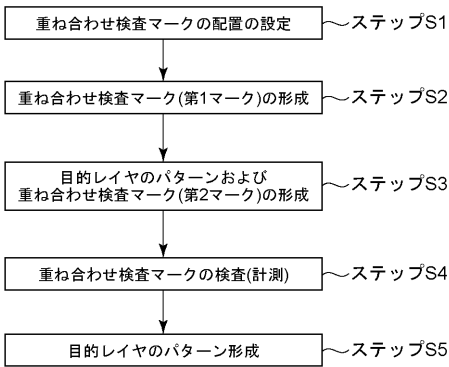 重ね合わせ検査マークの配置の設定 ステップS1
重ね合わせ検査マーク(第1マーク)の形成 ステップS2
目的レイヤのパターンおよび
重ね合わせ検査マーク(第2マーク)の形成 ステップS3
重ね合わせ検査マークの検査(計測) ステップS4
目的レイヤのパターン形成 ステップS5